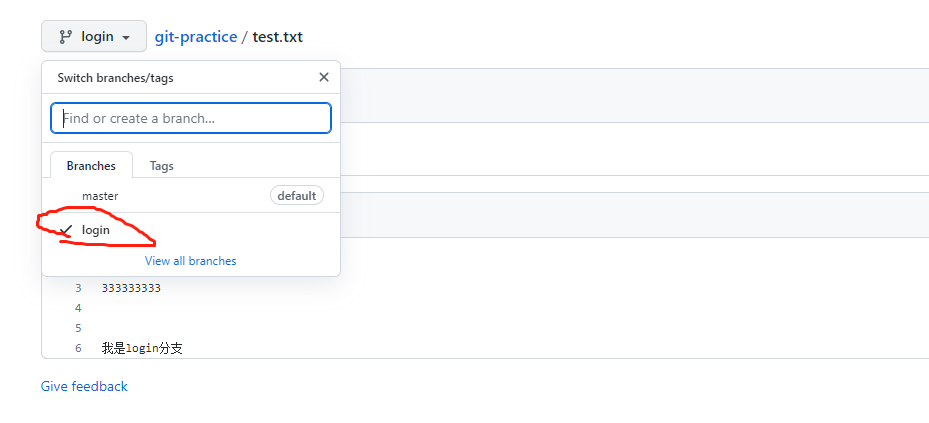 login git-practice / test.txt
Switch branches/tags
Find or create a branch...
Branches Tags
master default
login
View all branches
3 333333333
4
5
6 我是login分支
Give feedback